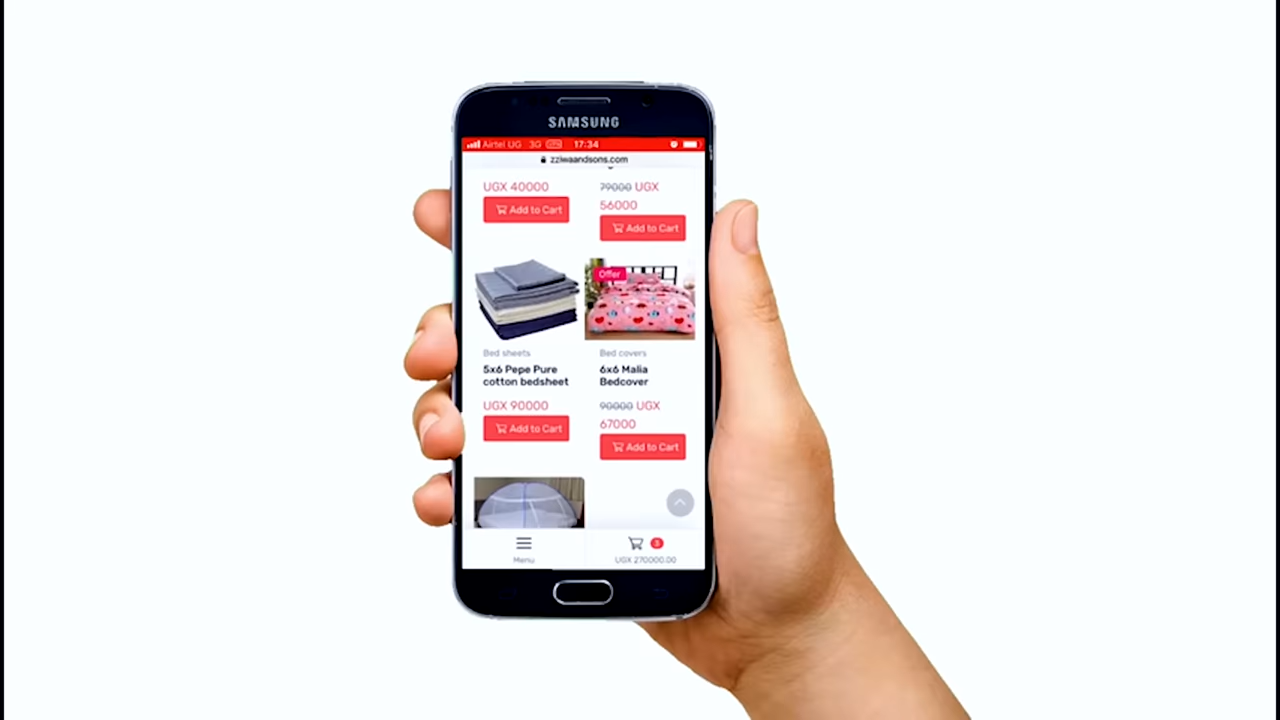 SAMSUNG
Airtel UG 3G VPN 17:34
zziwaandsons.com
UGX 40000
Add to Cart
79000 UGX
56000
Add to Cart
Offer
Bed sheets
5x6 Pepe Pure
cotton bedsheet
UGX 90000
Add to Cart
Bed covers
6x6 Malia
Bedcover
90000 UGX
67000
Add to Cart
Menu
3
UGX 270000.00